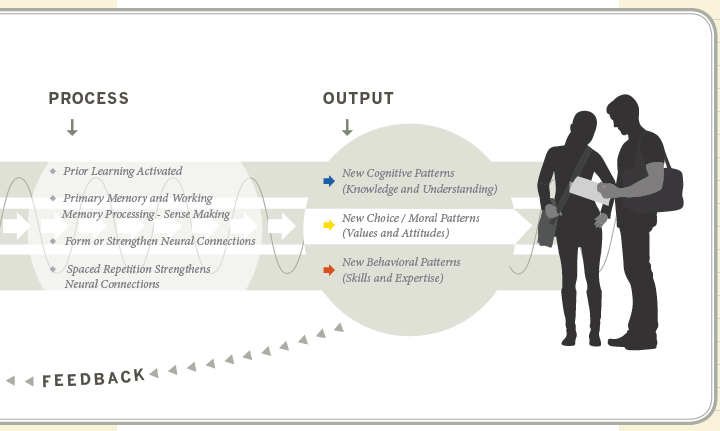 PROCESS
Prior Learning Activated
Primary Memory and Working
Memory Processing - Sense Making
Form or Strengthen Neural Connections
Spaced Repetition Strengthens
Neural Connections
OUTPUT
New Cognitive Patterns
(Knowledge and Understanding)
New Choice / Moral Patterns
(Values and Attitudes)
New Behavioral Patterns
(Skills and Expertise)
FEEDBACK